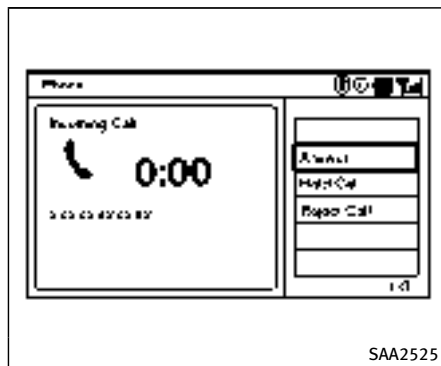 Phone
Incoming Call
0:00
Answer
Hold Call
Reject Call
SAA2525